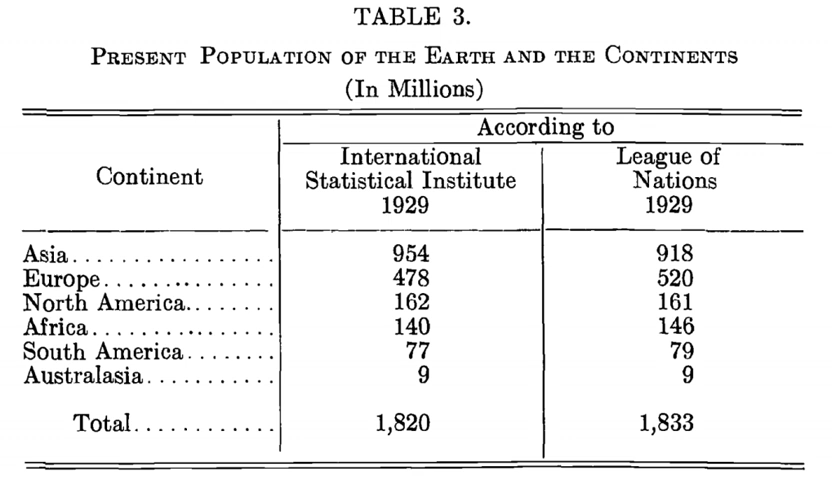 TABLE 3.
PRESENT POPULATION OF THE EARTH AND THE CONTINENTS
(In Millions)
According to
Continent
International Statistical Institute 1929
League of Nations 1929
Asia 954 918
Europe 478 520
North America 162 161
Africa 140 146
South America 77 79
Australasia 9 9
Total 1,820 1,833